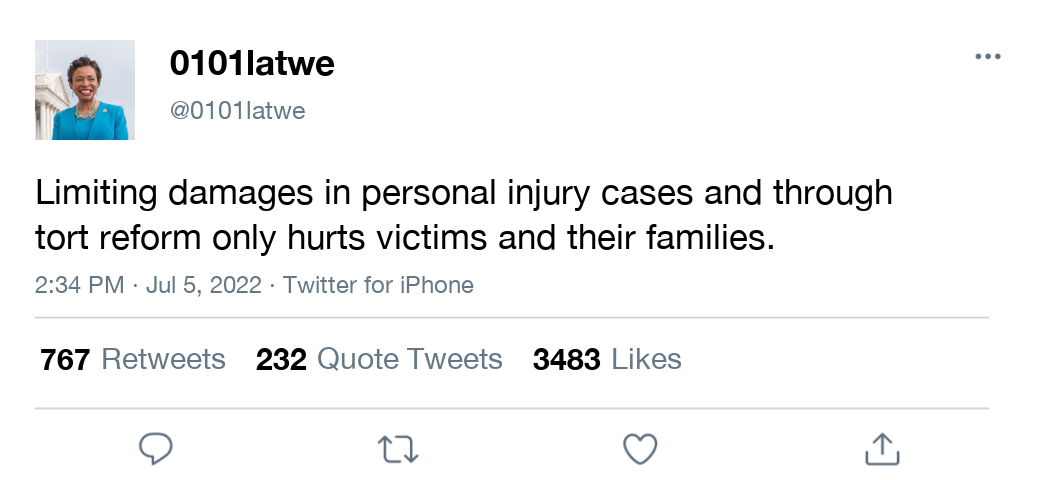 0101latwe
@0101latwe
Limiting damages in personal injury cases and through
tort reform only hurts victims and their families.
2:34 PM · Jul 5, 2022 · Twitter for iPhone
767 Retweets 232 Quote Tweets 3483 Likes